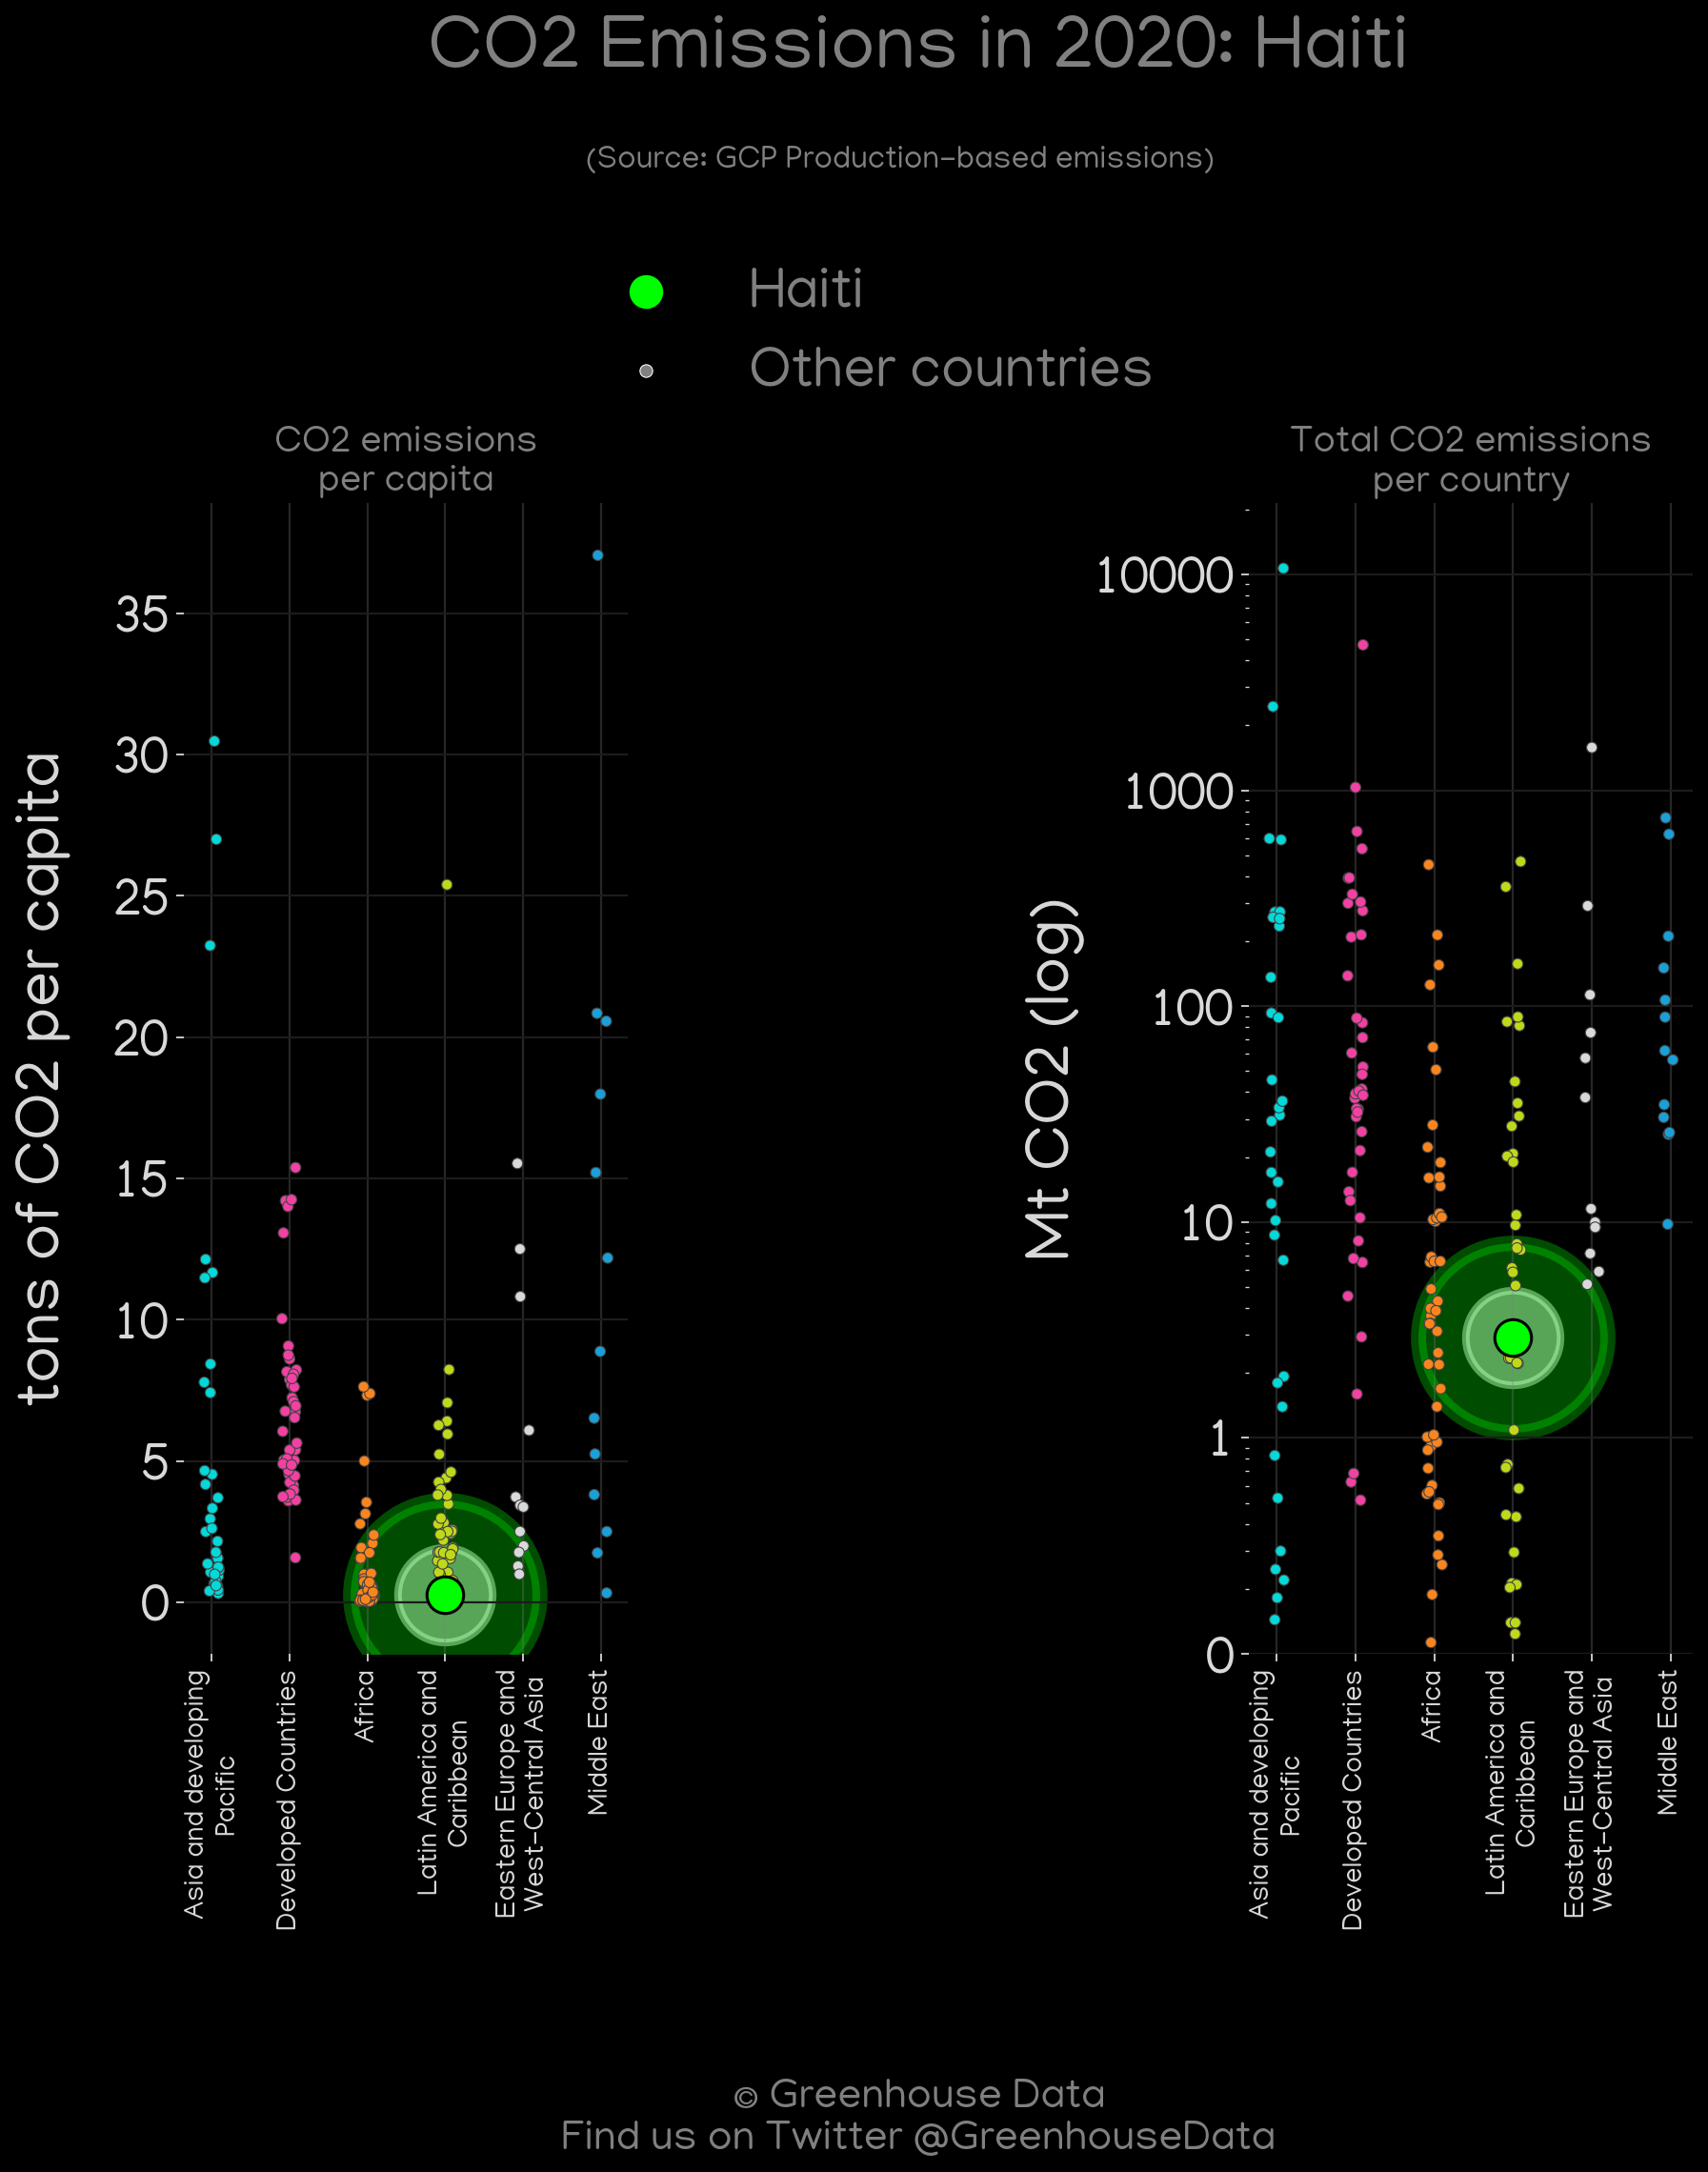 CO2 Emissions in 2020: Haiti
(Source: GCP Production-based emissions)
Haiti
Other countries
CO2 emissions
per capita
tons of CO2 per capita
35
30
25
20
15
10
5
0
Asia and developing
Pacific
Developed Countries
Africa
Latin America and
Caribbean
Eastern Europe and
West-Central Asia
Middle East
Total CO2 emissions
per country
Mt CO2 (log)
10000
1000
100
10
1
0
Asia and developing
Pacific
Developed Countries
Africa
Latin America and
Caribbean
Eastern Europe and
West-Central Asia
Middle East
© Greenhouse Data
Find us on Twitter @GreenhouseData